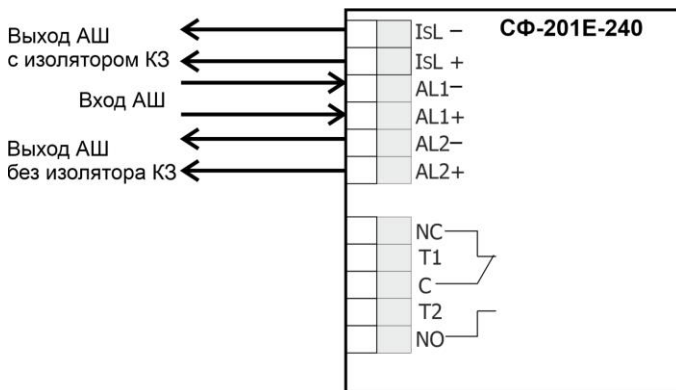 СФ-201Е-240
Выход АШ
с изолятором КЗ
Вход АШ
Выход АШ
без изолятора КЗ
IsL −
IsL +
AL1−
AL1+
AL2−
AL2+
NC
T1
C
T2
NO